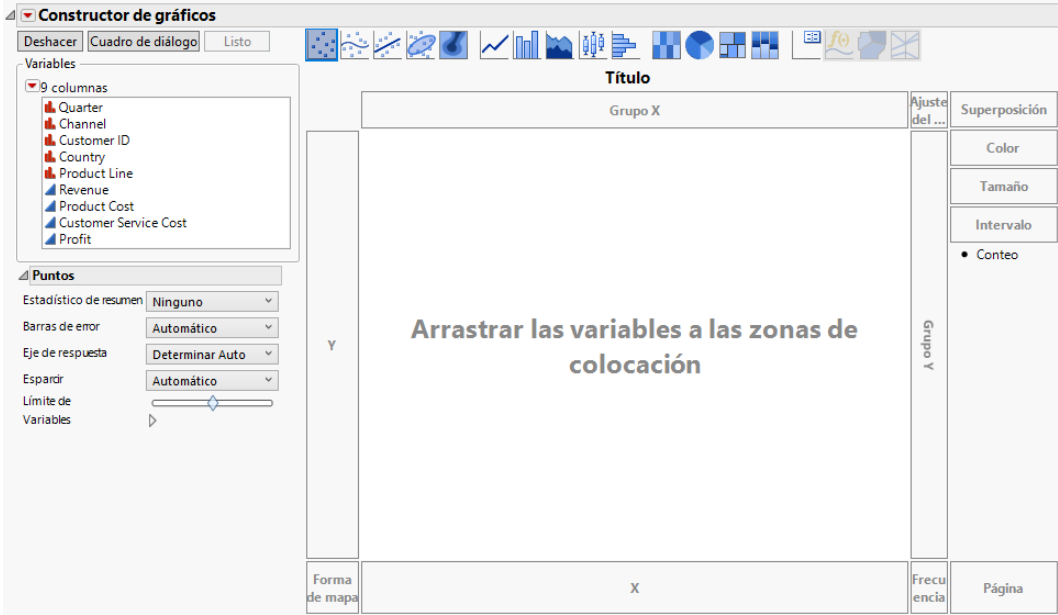 Constructor de gráficos
Deshacer Cuadro de diálogo Listo
Variables
9 columnas
Quarter
Channel
Customer ID
Country
Product Line
Revenue
Product Cost
Customer Service Cost
Profit
Puntos
Estadístico de resumen Ninguno
Barras de error Automático
Eje de respuesta Determinar Auto
Esparcir Automático
Límite de
Variables
Título
Grupo X
Ajuste
del ...
Superposición
Color
Tamaño
Intervalo
Conteo
Y
Arrastrar las variables a las zonas de
colocación
Grupo Y
Forma
de mapa
X
Frecu
encia
Página